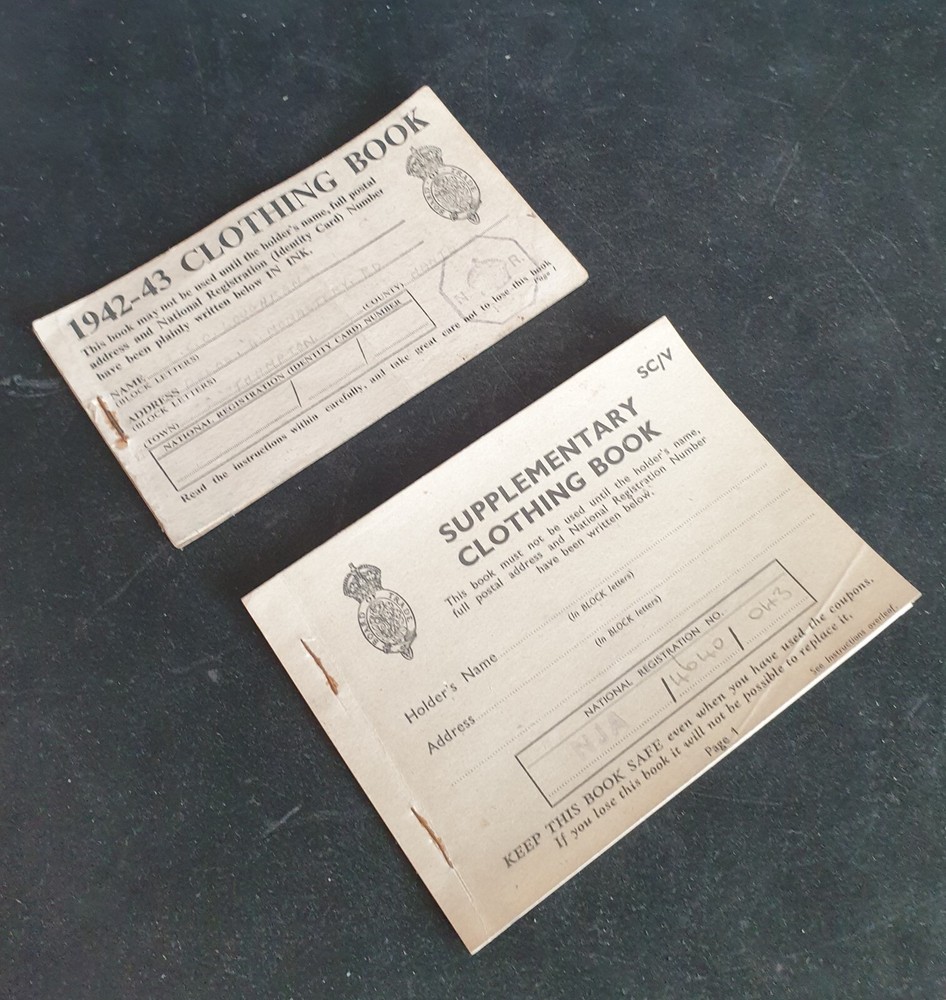 1942-43 CLOTHING BOOK
This book may not be used until the holder's name, full postal
address and National Registration (Identity Card) Number
have been plainly written below IN INK.
NAME
(BLOCK LETTERS)
ADDRESS
(BLOCK LETTERS)
(TOWN) (COUNTY)
NATIONAL REGISTRATION (IDENTITY CARD) NUMBER
Read the instructions within carefully, and take great care not to lose this book
Page 1
N R
BOARD TRADE
SC/V
SUPPLEMENTARY
CLOTHING BOOK
This book must not be used until the holder's name,
full postal address and National Registration Number
have been written below.
Holder's Name
(in BLOCK letters)
Address
(in BLOCK letters)
NATIONAL REGISTRATION NO.
NJA / 4640 / 043
KEEP THIS BOOK SAFE even when you have used the coupons.
If you lose this book it will not be possible to replace it.
Page 1
See Instructions overleaf.
BOARD TRADE